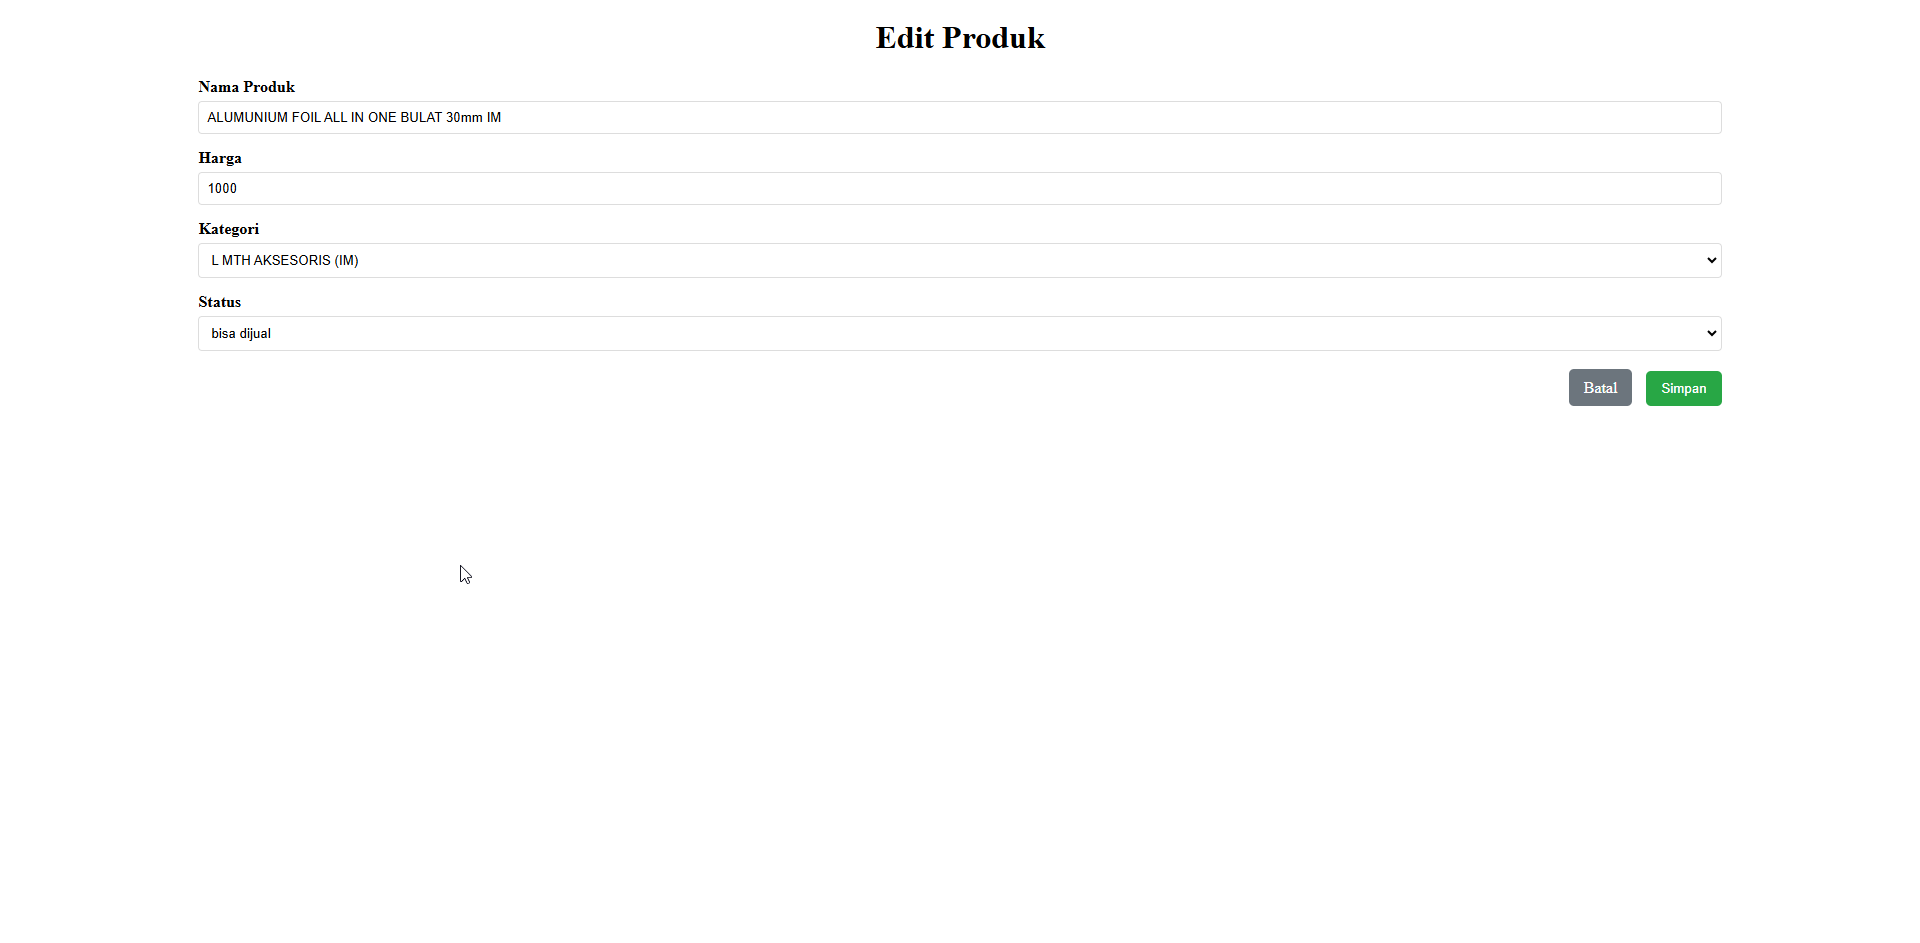 Edit Produk
Nama Produk
ALUMUNIUM FOIL ALL IN ONE BULAT 30mm IM
Harga
1000
Kategori
L MTH AKSESORIS (IM)
Status
bisa dijual
Batal Simpan